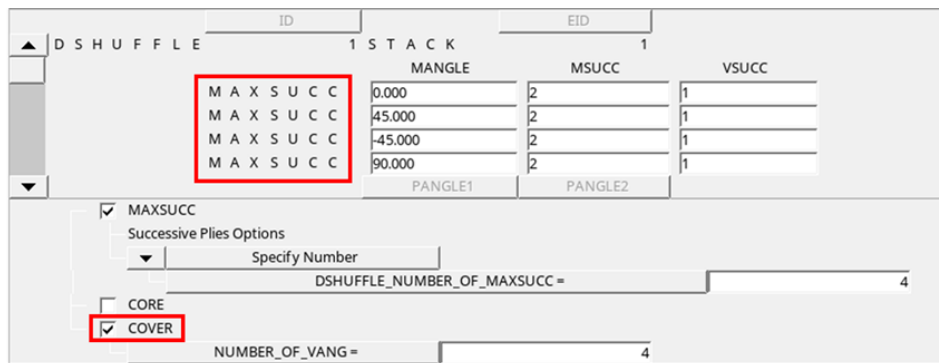 ID EID
D S H U F F L E 1 S T A C K 1
MANGLE MSUCC VSUCC
M A X S U C C 0.000 2 1
M A X S U C C 45.000 2 1
M A X S U C C -45.000 2 1
M A X S U C C 90.000 2 1
PANGLE1 PANGLE2
MAXSUCC
Successive Plies Options
Specify Number
DSHUFFLE_NUMBER_OF_MAXSUCC = 4
CORE
COVER
NUMBER_OF_VANG = 4